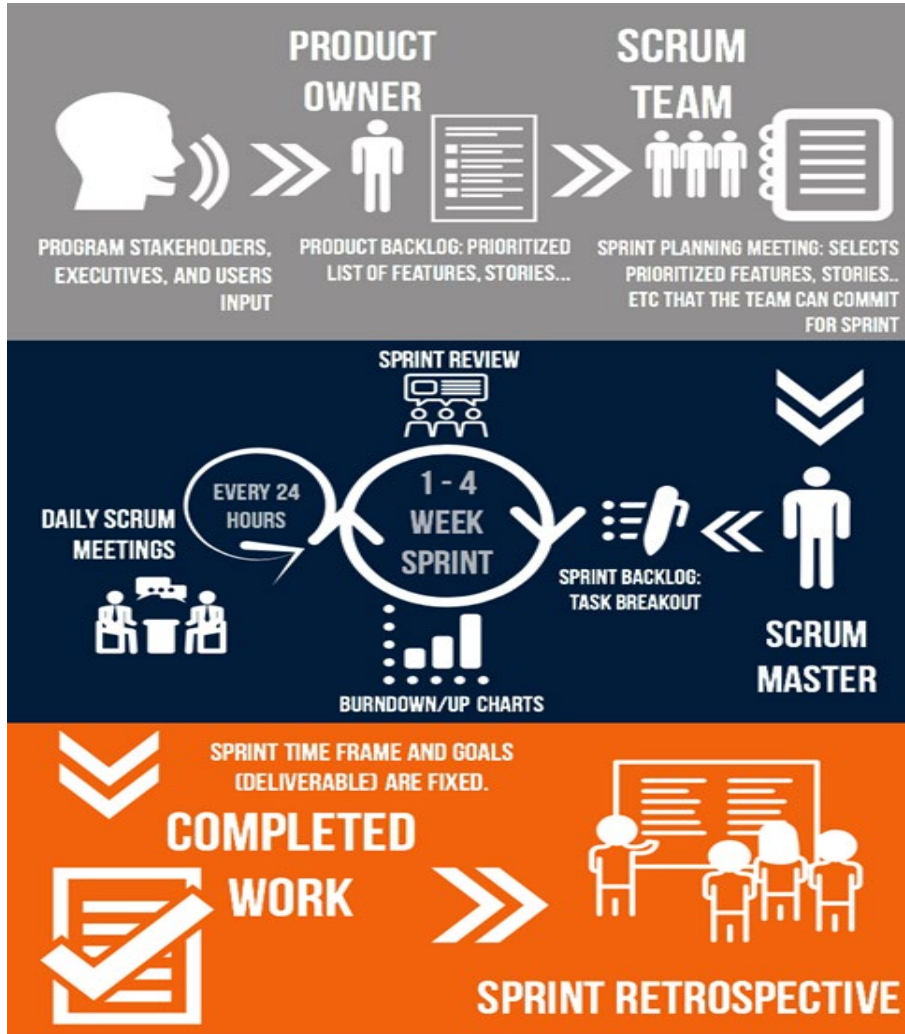 PRODUCT
OWNER
SCRUM
TEAM
PROGRAM STAKEHOLDERS,
EXECUTIVES, AND USERS
INPUT
PRODUCT BACKLOG: PRIORITIZED
LIST OF FEATURES, STORIES...
SPRINT PLANNING MEETING: SELECTS
PRIORITIZED FEATURES, STORIES..
ETC THAT THE TEAM CAN COMMIT
FOR SPRINT
SPRINT REVIEW
EVERY 24
HOURS
1 - 4
WEEK
SPRINT
DAILY SCRUM
MEETINGS
SPRINT BACKLOG:
TASK BREAKOUT
SCRUM
MASTER
BURNDOWN/UP CHARTS
SPRINT TIME FRAME AND GOALS
(DELIVERABLE) ARE FIXED.
COMPLETED
WORK
SPRINT RETROSPECTIVE